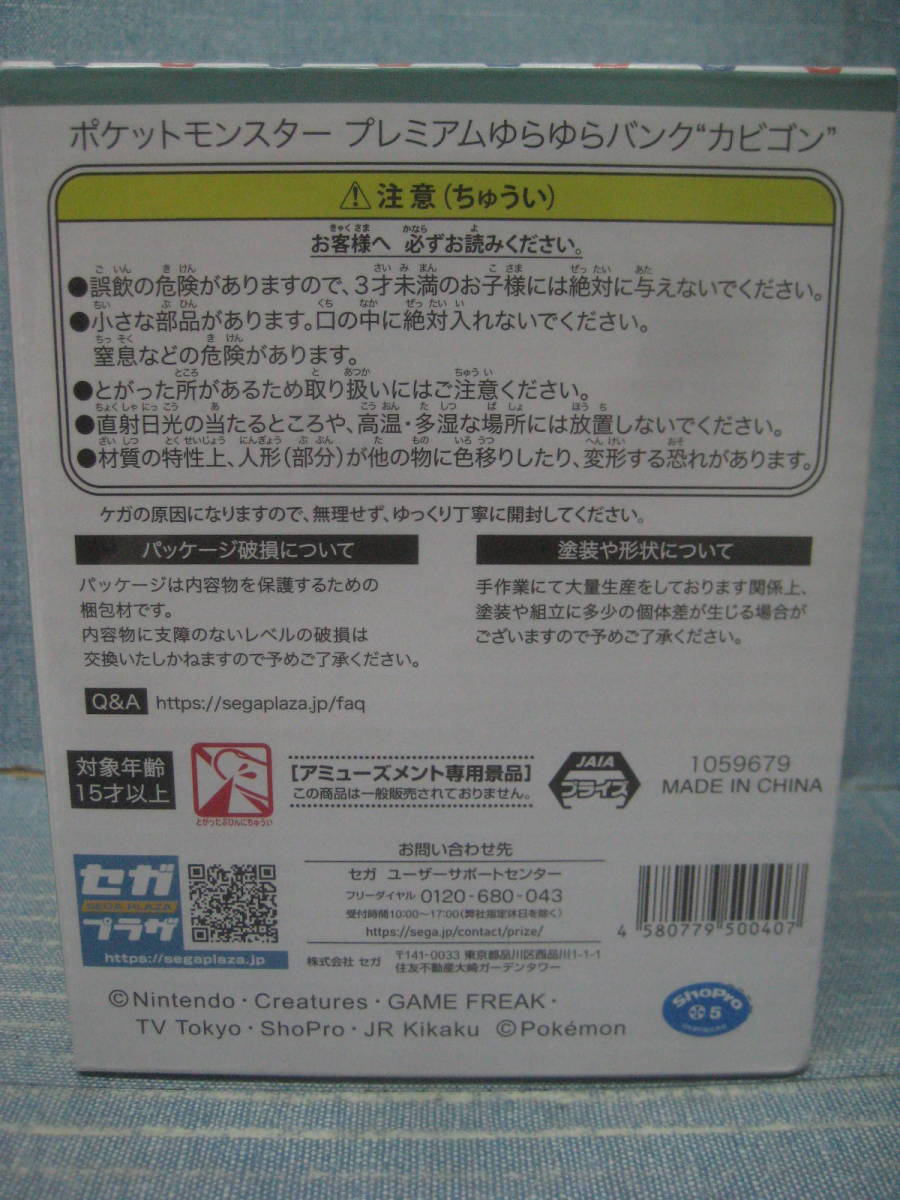 ポケットモンスター プレミアムゆらゆらバンク“カビゴン”
⚠注意(ちゅうい)
お客様へ 必ずお読みください。
●誤飲の危険がありますので、3才未満のお子様には絶対に与えないでください。
●小さな部品があります。口の中に絶対入れないでください。
窒息などの危険があります。
●とがった所があるため取り扱いにはご注意ください。
●直射日光の当たるところや、高温・多湿な場所には放置しないでください。
●材質の特性上、人形(部分)が他の物に色移りしたり、変形する恐れがあります。
ケガの原因になりますので、無理せず、ゆっくり丁寧に開封してください。
パッケージ破損について
パッケージは内容物を保護するための
梱包材です。
内容物に支障のないレベルの破損は
交換いたしかねますので予めご了承ください。
塗装や形状について
手作業にて大量生産をしております関係上、
塗装や組立に多少の個体差が生じる場合が
ございますので予めご了承ください。
Q&A https://segaplaza.jp/faq
対象年齢
15才以上
とがったぶひんにちゅうい
[アミューズメント専用景品]
この商品は一般販売されておりません。
JAIA
プライズ
1059679
MADE IN CHINA
セガ
SEGA PLAZA
プラザ
https://segaplaza.jp
お問い合わせ先
セガ ユーザーサポートセンター
フリーダイヤル 0120-680-043
受付時間10:00~17:00(弊社指定休日を除く)
https://sega.jp/contact/prize/
株式会社 セガ 〒141-0033 東京都品川区西品川1-1-1
住友不動産大崎ガーデンタワー
4 580779 500407
©Nintendo・Creatures・GAME FREAK・
TV Tokyo・ShoPro・JR Kikaku ©Pokémon
ShoPro
5